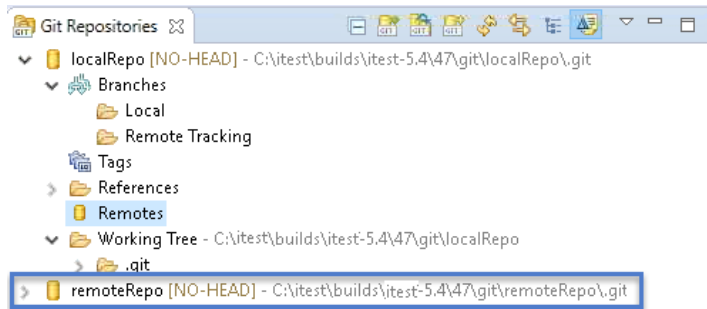 Git Repositories
localRepo [NO-HEAD] - C:\itest\builds\itest-5.4\47\git\localRepo\.git
Branches
Local
Remote Tracking
Tags
References
Remotes
Working Tree - C:\itest\builds\itest-5.4\47\git\localRepo
.git
remoteRepo [NO-HEAD] - C:\itest\builds\itest-5.4\47\git\remoteRepo\.git